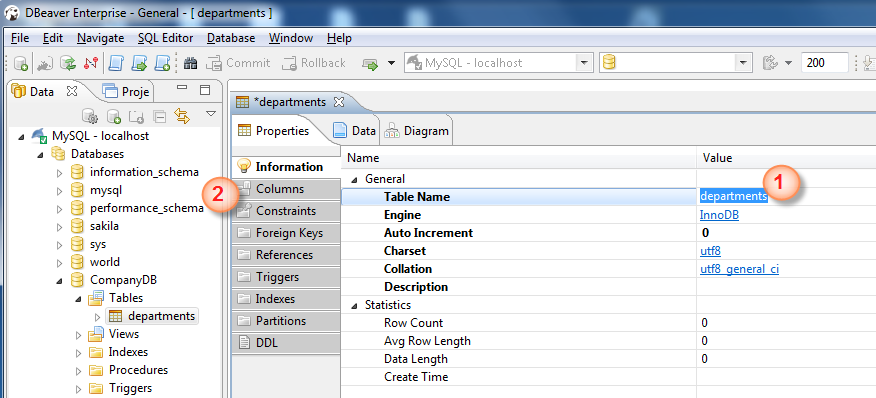 DBeaver Enterprise - General - [ departments ]
File Edit Navigate SQL Editor Database Window Help
Commit Rollback MySQL - localhost 200
Data Proje
MySQL - localhost
Databases
information_schema
mysql
performance_schema
sakila
sys
world
CompanyDB
Tables
departments
Views
Indexes
Procedures
Triggers
*departments
Properties Data Diagram
Information
Columns
Constraints
Foreign Keys
References
Triggers
Indexes
Partitions
DDL
2
Name Value
General
Table Name departments
1
Engine InnoDB
Auto Increment 0
Charset utf8
Collation utf8_general_ci
Description
Statistics
Row Count 0
Avg Row Length 0
Data Length 0
Create Time